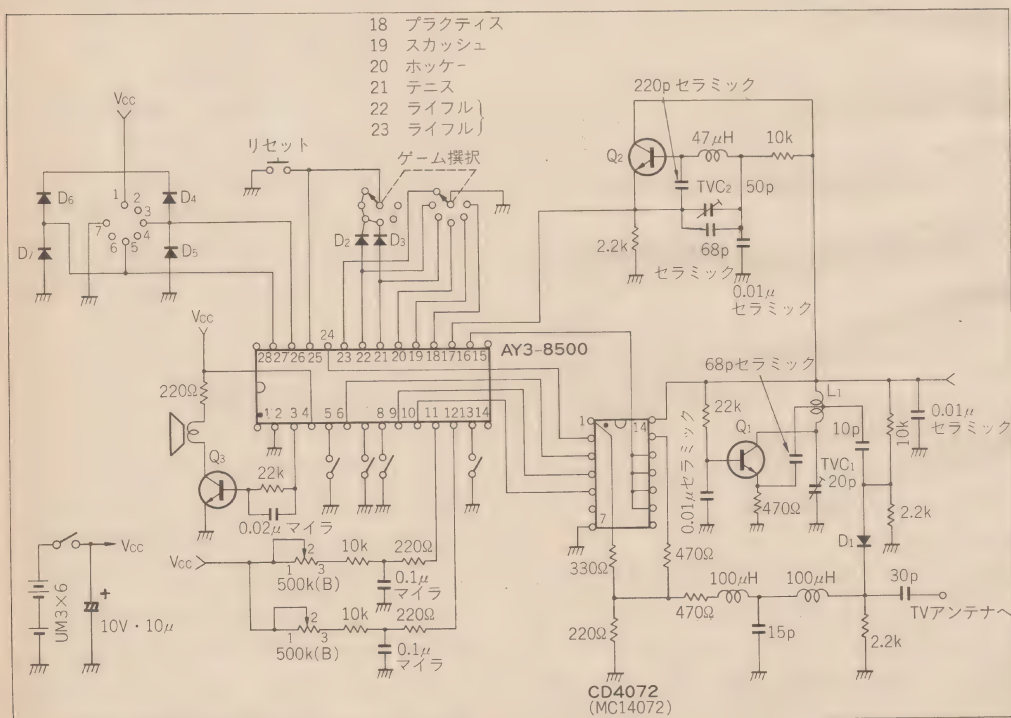 18 プラクティス
19 スカッシュ
20 ホッケー
21 テニス
22 ライフル}
23 ライフル}
220pセラミック
Vcc
リセット
ゲーム撰択
Q2
47μH
10k
TVC2
50p
D6
1
2
3
D4
7
4
6
5
D7
D5
D2
D3
2.2k
68p
セラミック
0.01μ
セラミック
Vcc
24
28 27 26 25 23 22 21 20 19 18 17 16 15
AY3-8500
220Ω
1 2 3 4 5 6 8 9 10 11 12 13 14
68pセラミック
L1
1
14
22k
10p
10k
0.01μ
セラミック
Q1
Q3
22k
0.01μセラミック
TVC1
20p
0.02μ マイラ
7
470Ω
2.2k
Vcc
2
10k
220Ω
D1
1
3
500k(B)
0.1μ
マイラ
330Ω
470Ω
100μH
100μH
30p
Vcc
UM3×6
+
10V・10μ
2
10k
220Ω
470Ω
TVアンテナへ
1
3
500k(B)
0.1μ
マイラ
220Ω
15p
2.2k
CD4072
(MC14072)